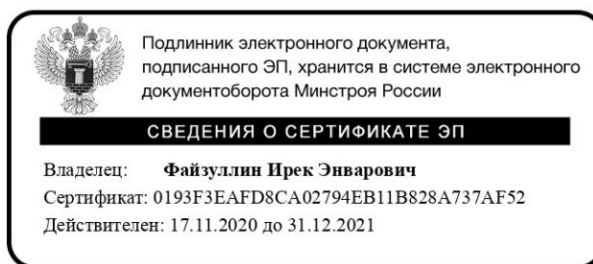 Подлинник электронного документа,
подписанного ЭП, хранится в системе электронного
документоборота Минстроя России
СВЕДЕНИЯ О СЕРТИФИКАТЕ ЭП
Владелец: Файзуллин Ирек Энварович
Сертификат: 0193F3EAFD8CA02794EB11B828A737AF52
Действителен: 17.11.2020 до 31.12.2021